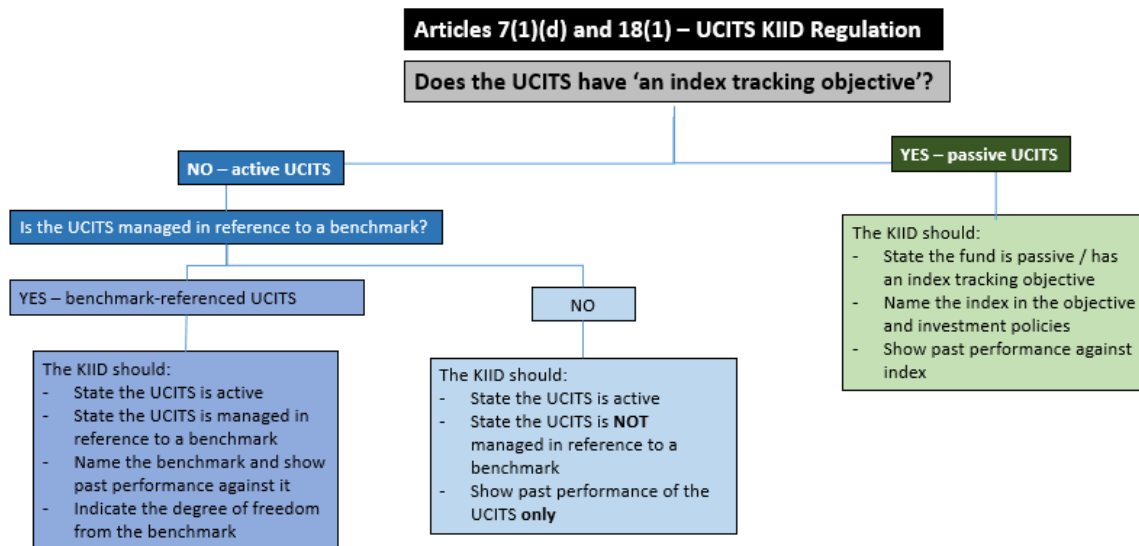 Articles 7(1)(d) and 18(1) – UCITS KIID Regulation
Does the UCITS have ‘an index tracking objective’?
NO – active UCITS
YES – passive UCITS
Is the UCITS managed in reference to a benchmark?
YES – benchmark-referenced UCITS
NO
The KIID should:
- State the UCITS is active
- State the UCITS is managed in
reference to a benchmark
- Name the benchmark and show
past performance against it
- Indicate the degree of freedom
from the benchmark
The KIID should:
- State the UCITS is active
- State the UCITS is NOT
managed in reference to a
benchmark
- Show past performance of the
UCITS only
The KIID should:
- State the fund is passive / has
an index tracking objective
- Name the index in the objective
and investment policies
- Show past performance against
index